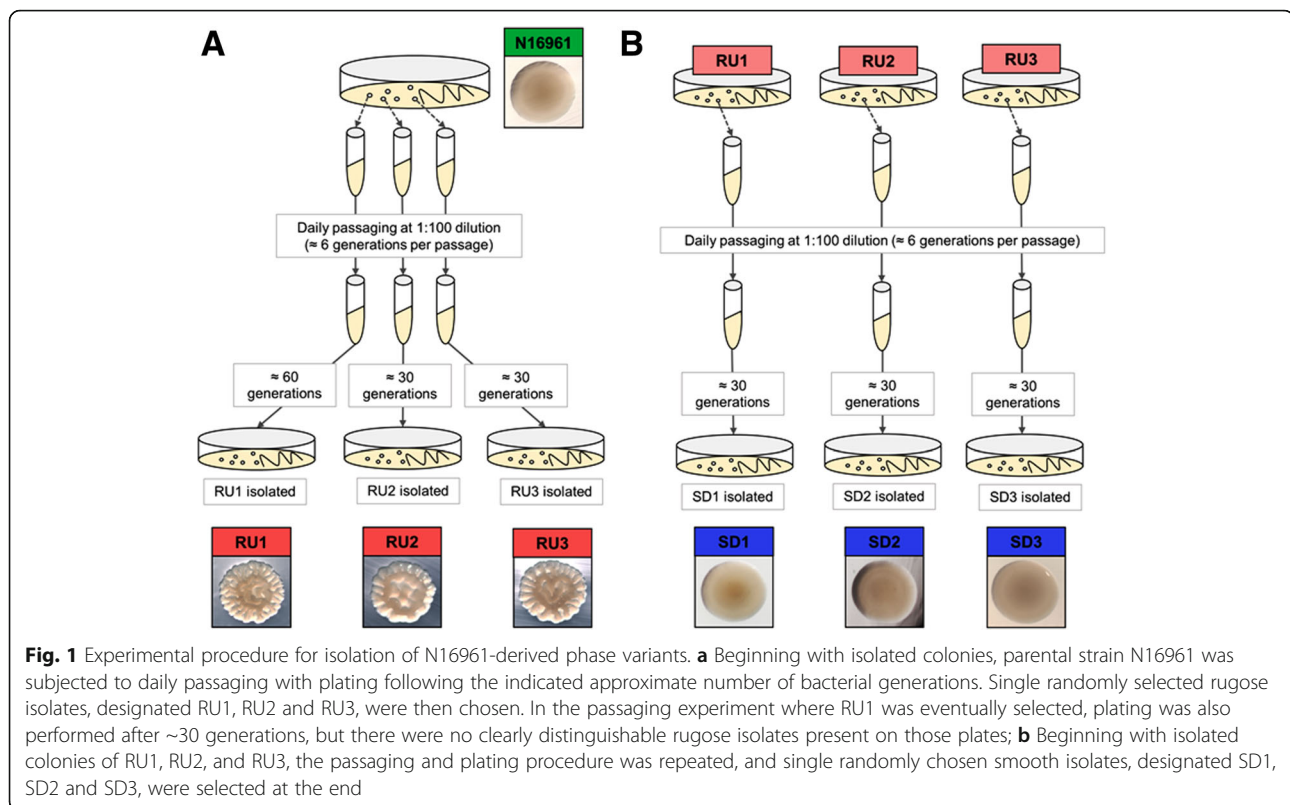 A
N16961
Daily passaging at 1:100 dilution
(≈ 6 generations per passage)
≈ 60
generations
≈ 30
generations
≈ 30
generations
RU1 isolated
RU2 isolated
RU3 isolated
RU1
RU2
RU3
B
RU1
RU2
RU3
Daily passaging at 1:100 dilution (≈ 6 generations per passage)
≈ 30
generations
≈ 30
generations
≈ 30
generations
SD1 isolated
SD2 isolated
SD3 isolated
SD1
SD2
SD3
Fig. 1 Experimental procedure for isolation of N16961-derived phase variants. a Beginning with isolated colonies, parental strain N16961 was
subjected to daily passaging with plating following the indicated approximate number of bacterial generations. Single randomly selected rugose
isolates, designated RU1, RU2 and RU3, were then chosen. In the passaging experiment where RU1 was eventually selected, plating was also
performed after ~30 generations, but there were no clearly distinguishable rugose isolates present on those plates; b Beginning with isolated
colonies of RU1, RU2, and RU3, the passaging and plating procedure was repeated, and single randomly chosen smooth isolates, designated SD1,
SD2 and SD3, were selected at the end